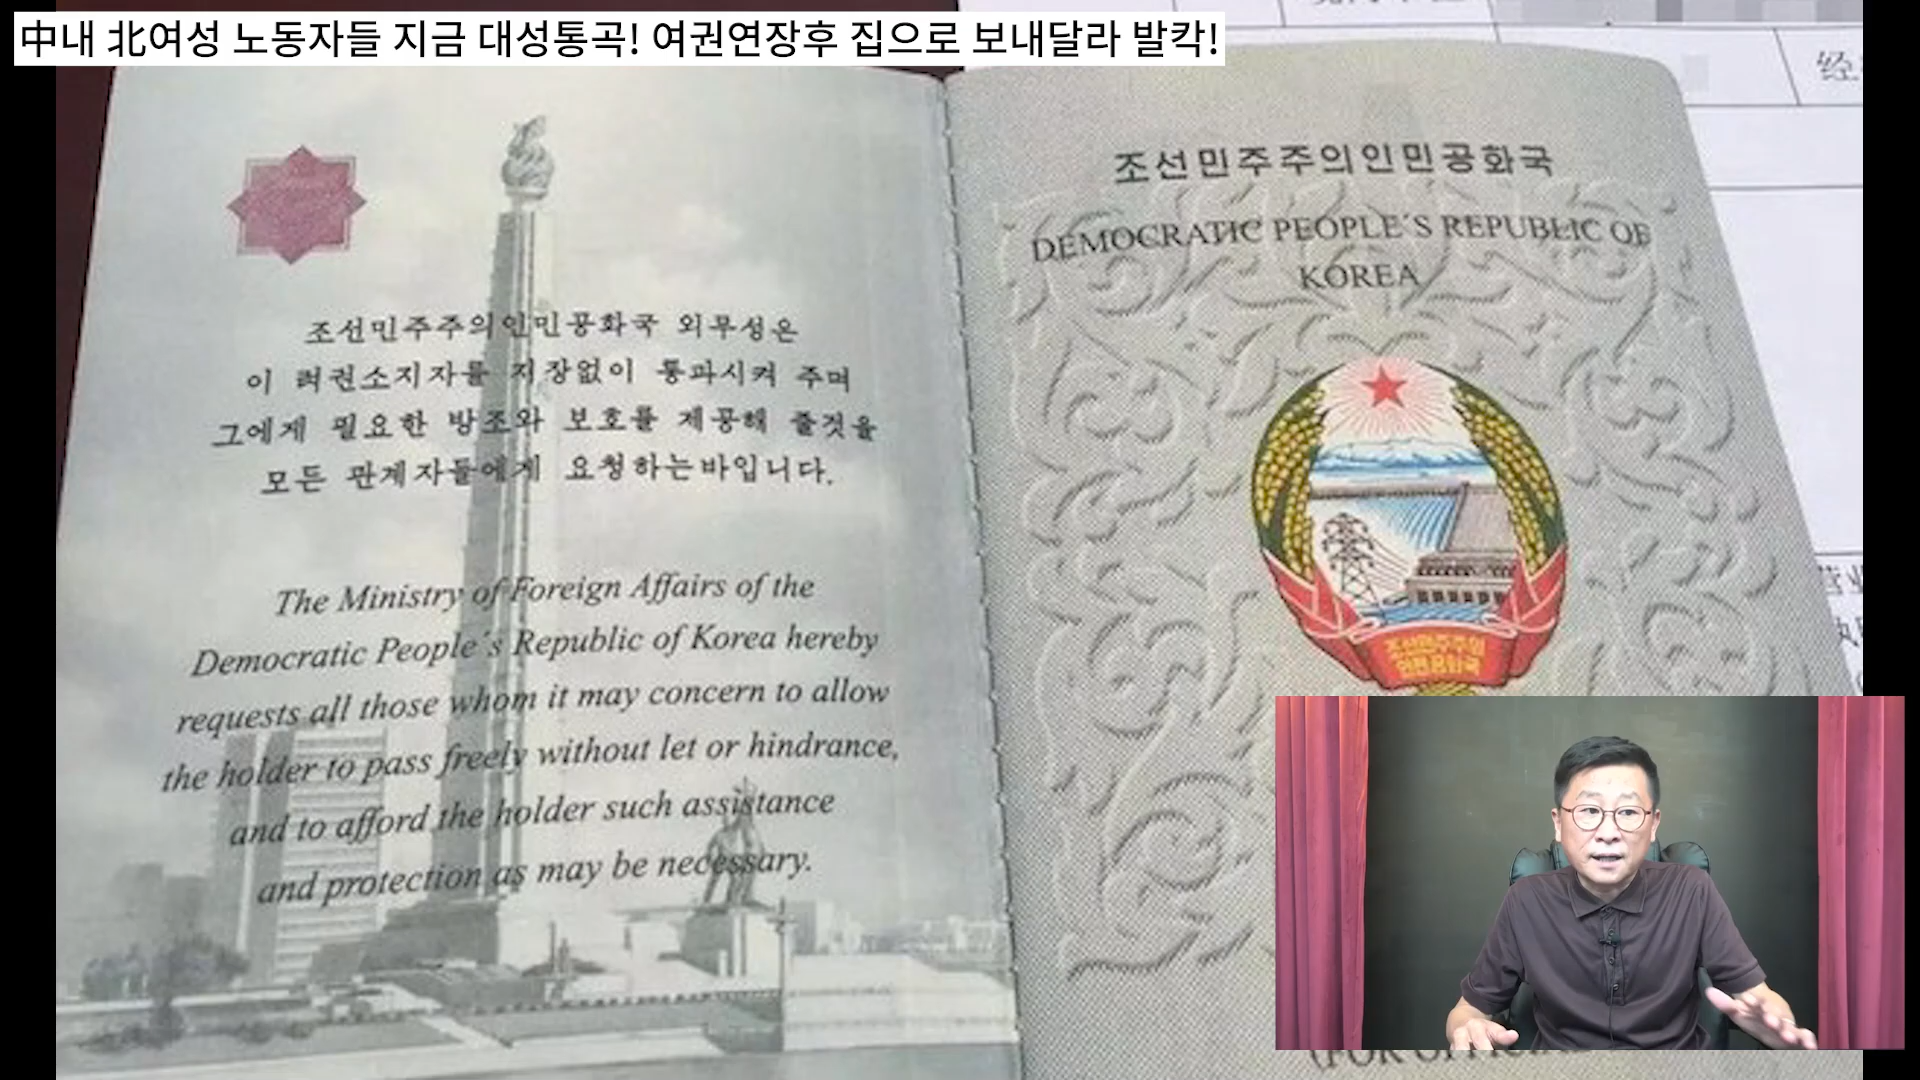 中내 北여성 노동자들 지금 대성통곡! 여권연장후 집으로 보내달라 발칵!
조선민주주의인민공화국 외무성은
이 려권소지자를 지장없이 통과시켜 주며
그에게 필요한 방조와 보호를 제공해 줄것을
모든 관계자들에게 요청하는바입니다.
The Ministry of Foreign Affairs of the
Democratic People´s Republic of Korea hereby
requests all those whom it may concern to allow
the holder to pass freely without let or hindrance,
and to afford the holder such assistance
and protection as may be necessary.
조선민주주의인민공화국
DEMOCRATIC PEOPLE´S REPUBLIC OF
KOREA
조선민주주의
인민공화국
(FOR
经
营业